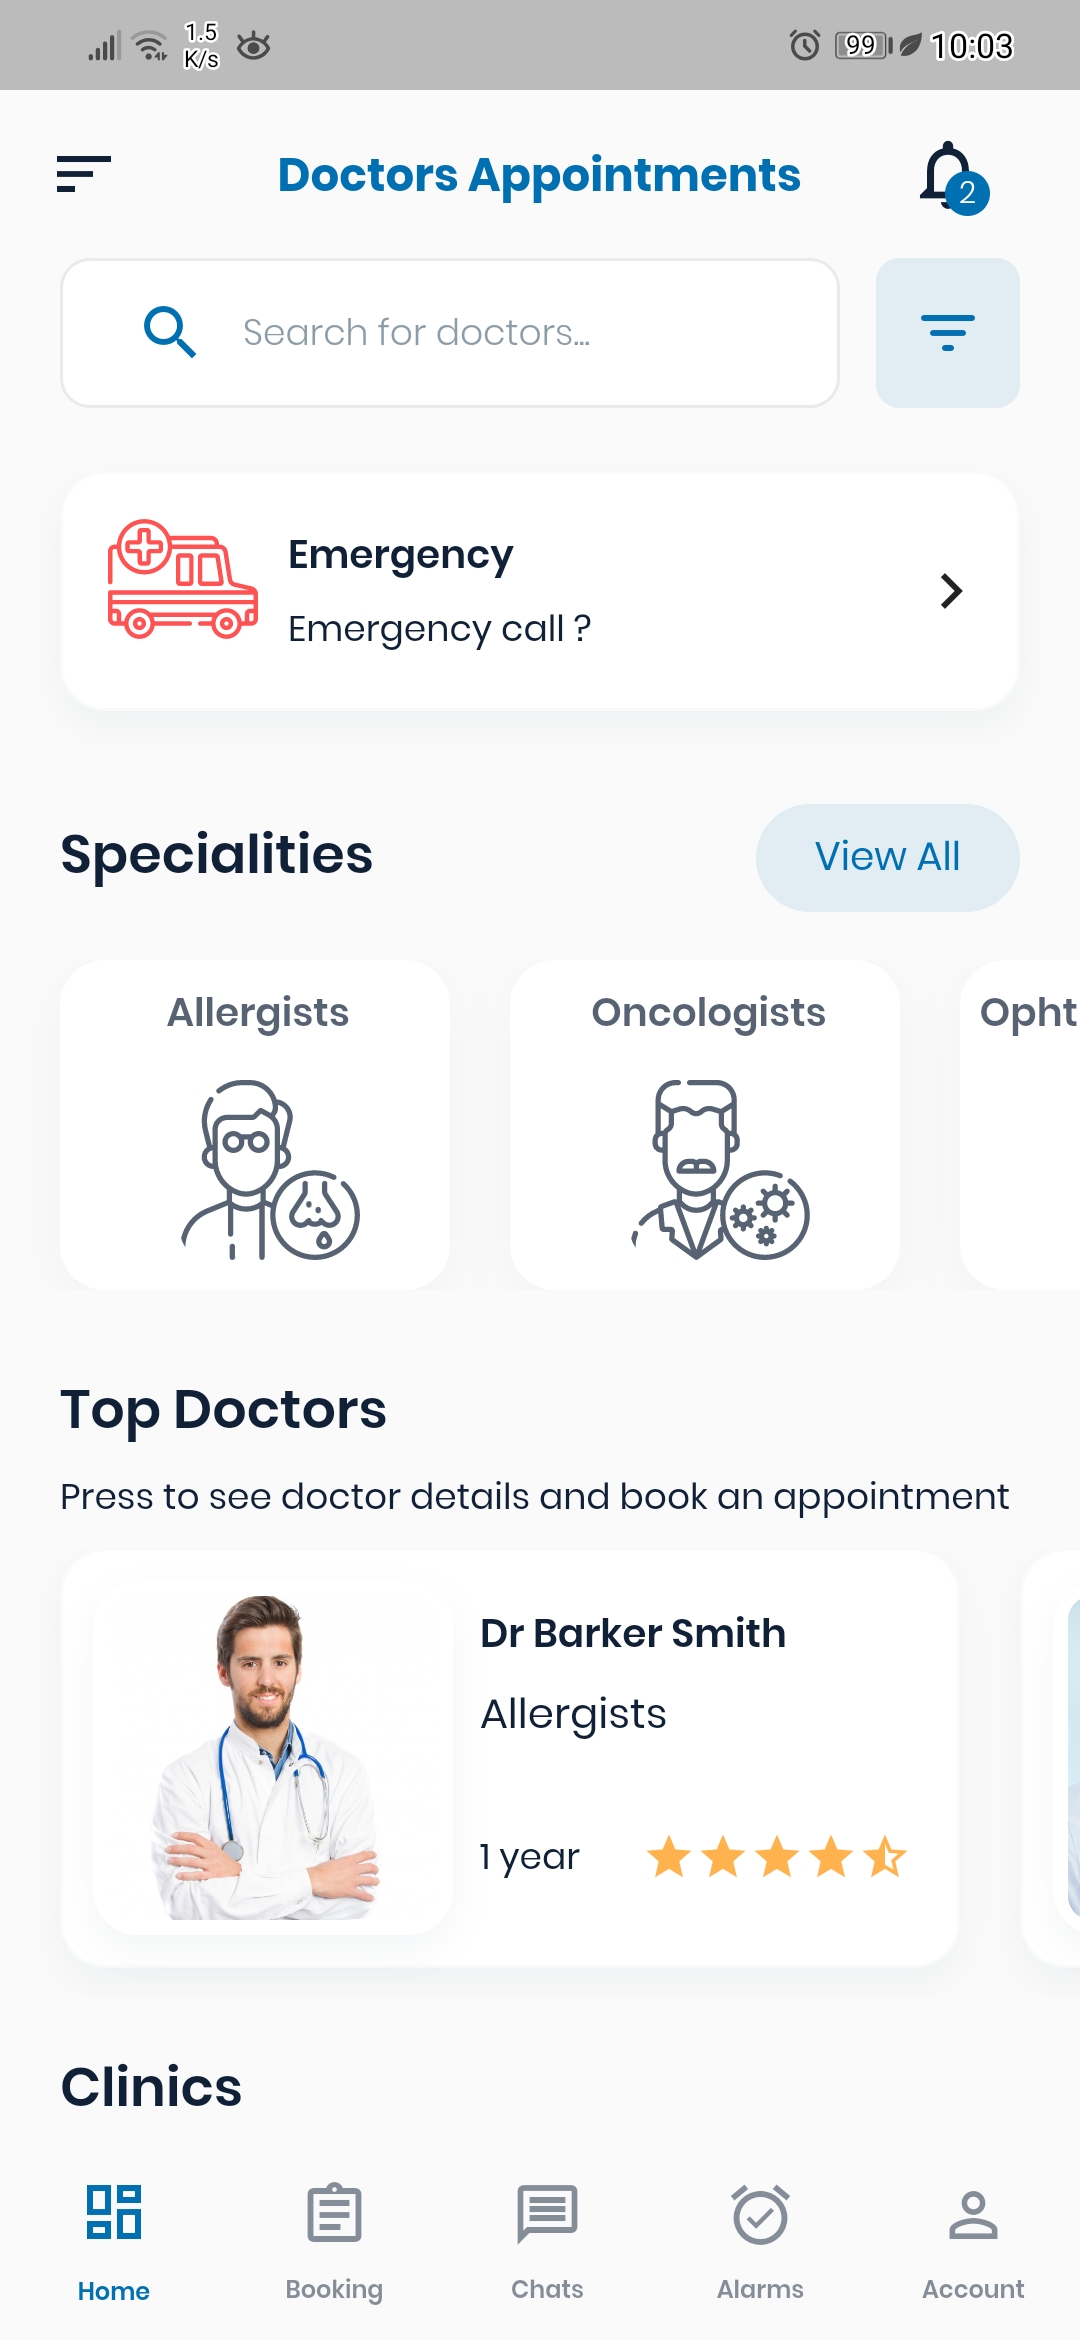 1.5
K/s
99
10:03
Doctors Appointments
2
Search for doctors...
Emergency
Emergency call ?
Specialities
View All
Allergists
Oncologists
Opht
Top Doctors
Press to see doctor details and book an appointment
Dr Barker Smith
Allergists
1 year
Clinics
Home
Booking
Chats
Alarms
Account